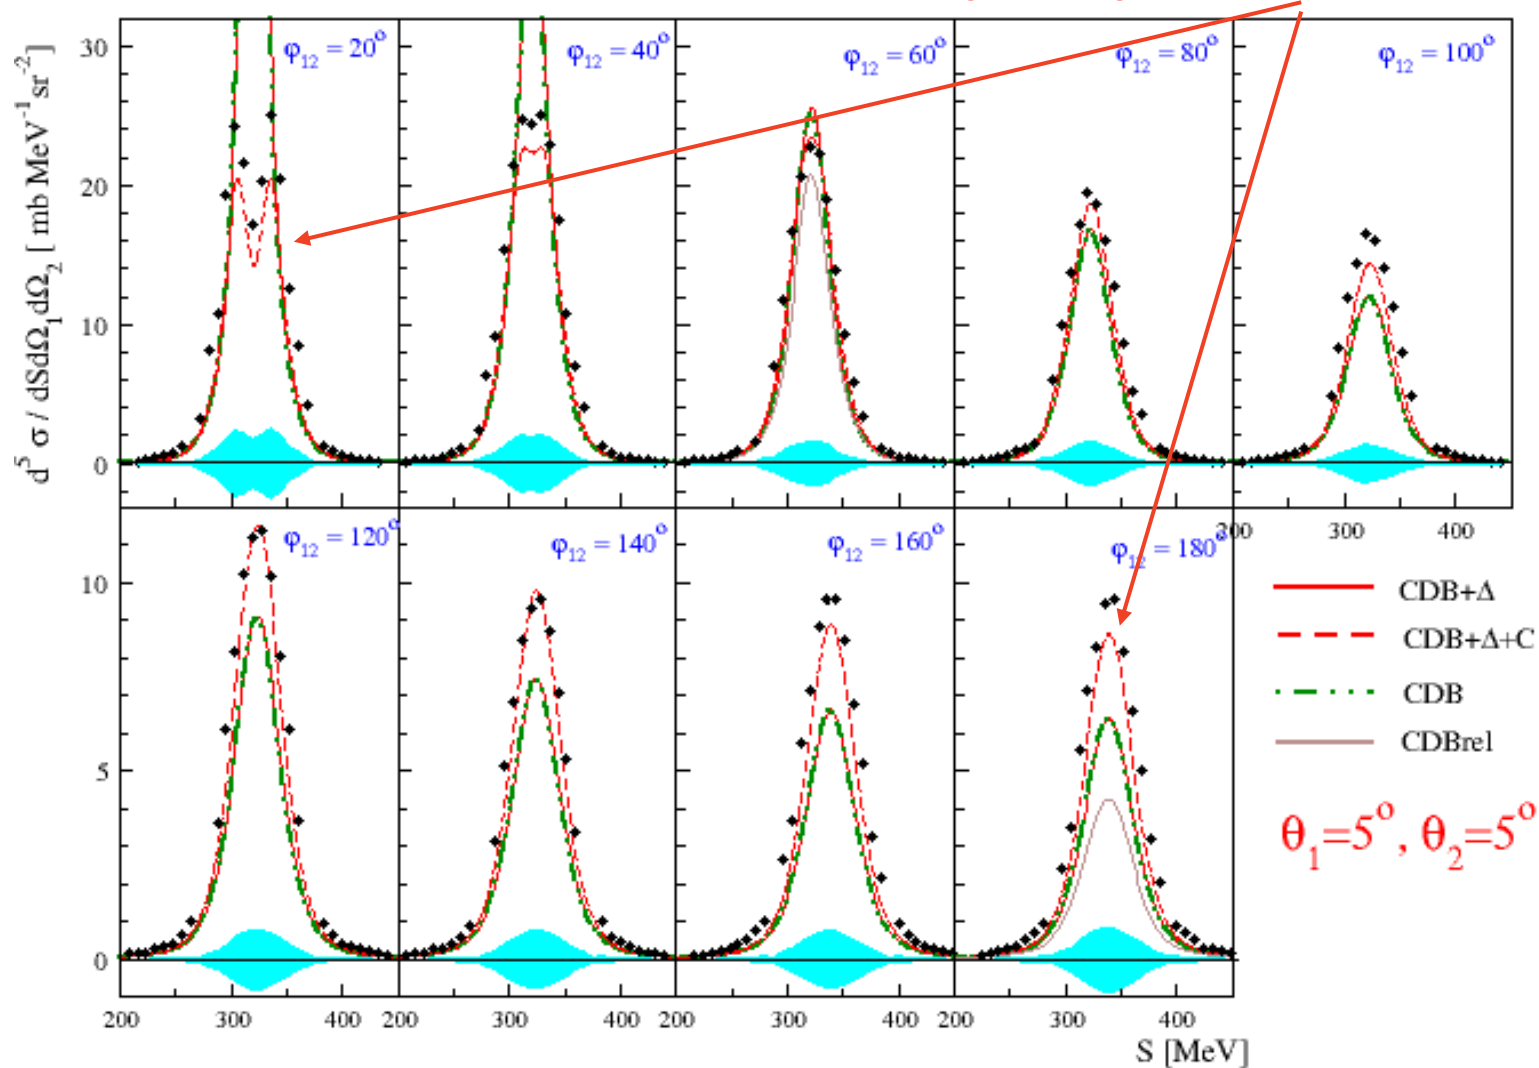 φ12 = 20°
φ12 = 40°
φ12 = 60°
φ12 = 80°
φ12 = 100°
30
20
10
0
d⁵ σ / dSdΩ₁dΩ₂ [ mb MeV⁻¹sr⁻²]
200 300 400
φ12 = 120°
φ12 = 140°
φ12 = 160°
φ12 = 180°
10
5
0
CDB+Δ
CDB+Δ+C
CDB
CDBrel
θ₁=5°, θ₂=5°
200 300 400 200 300 400 200 300 400 200 300 400
S [MeV]